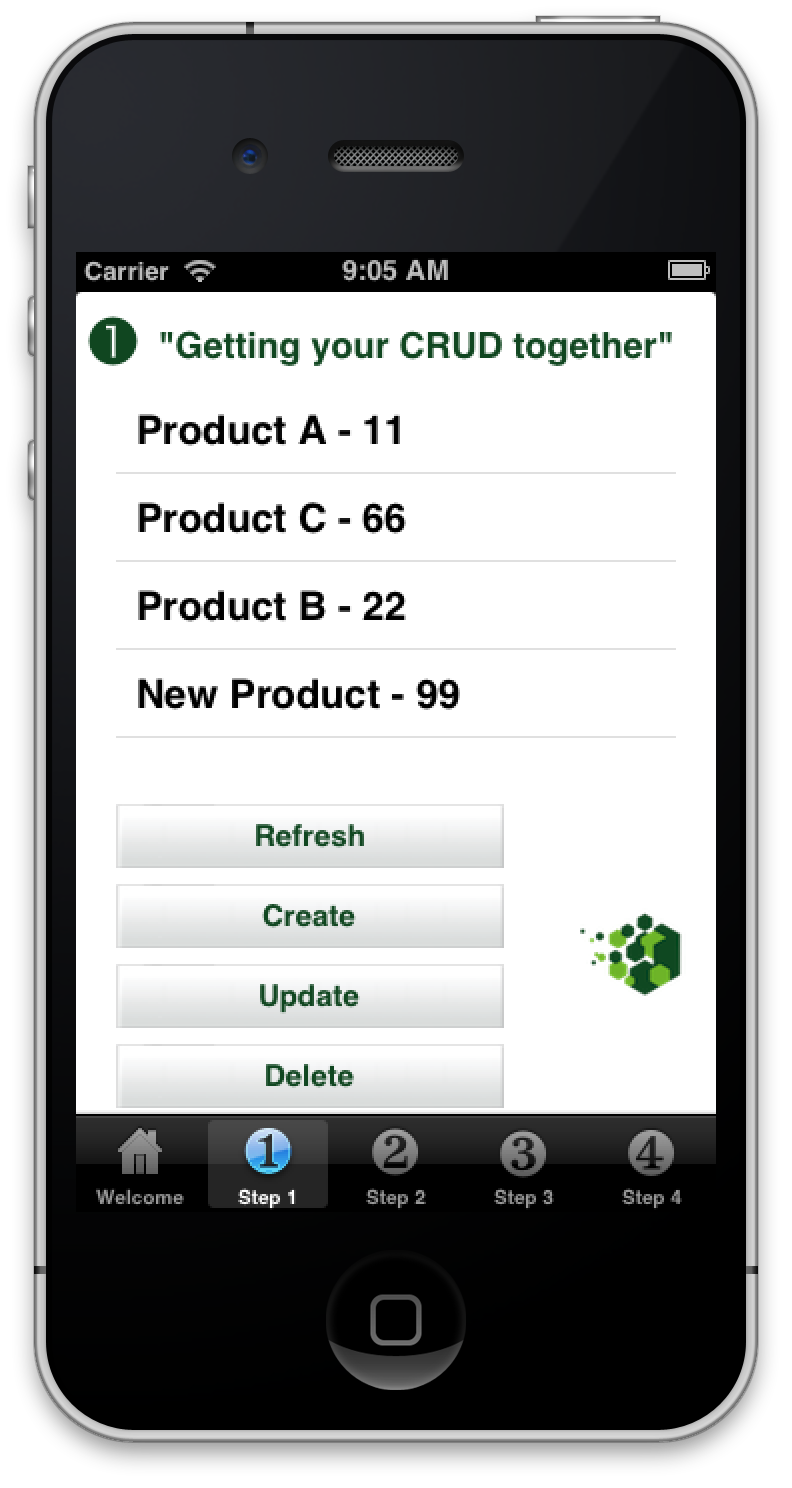 Carrier 9:05 AM
1 "Getting your CRUD together"
Product A - 11
Product C - 66
Product B - 22
New Product - 99
Refresh
Create
Update
Delete
1 2 3 4
Welcome Step 1 Step 2 Step 3 Step 4